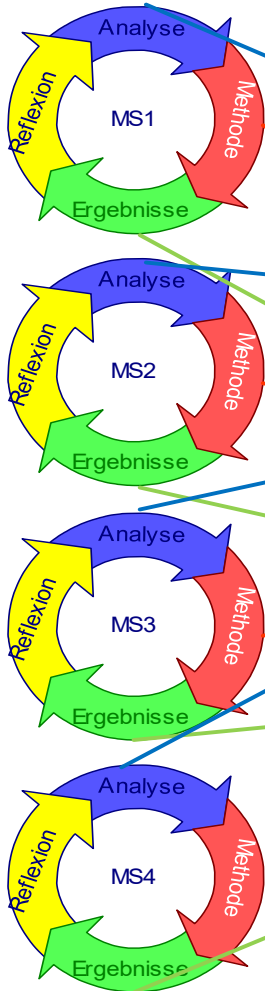 Analyse
Reflexion
MS1
Methode
Ergebnisse
Analyse
Reflexion
MS2
Methode
Ergebnisse
Analyse
Reflexion
MS3
Methode
Ergebnisse
Analyse
Reflexion
MS4
Methode
Ergebnisse